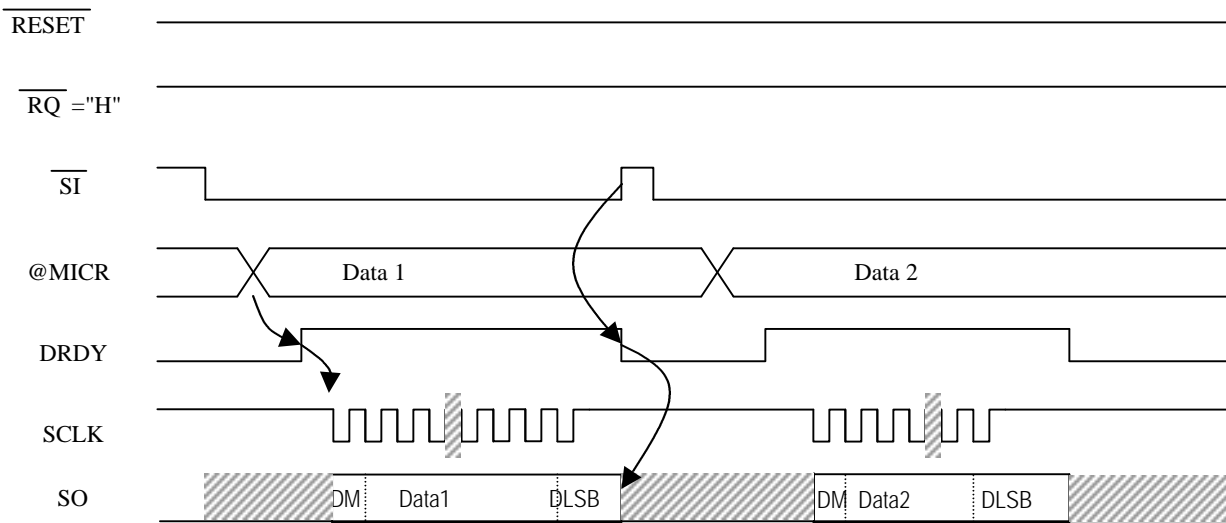 RESET
RQ ="H"
SI
@MICR Data 1 Data 2
DRDY
SCLK
SO DM Data1 DLSB DM Data2 DLSB